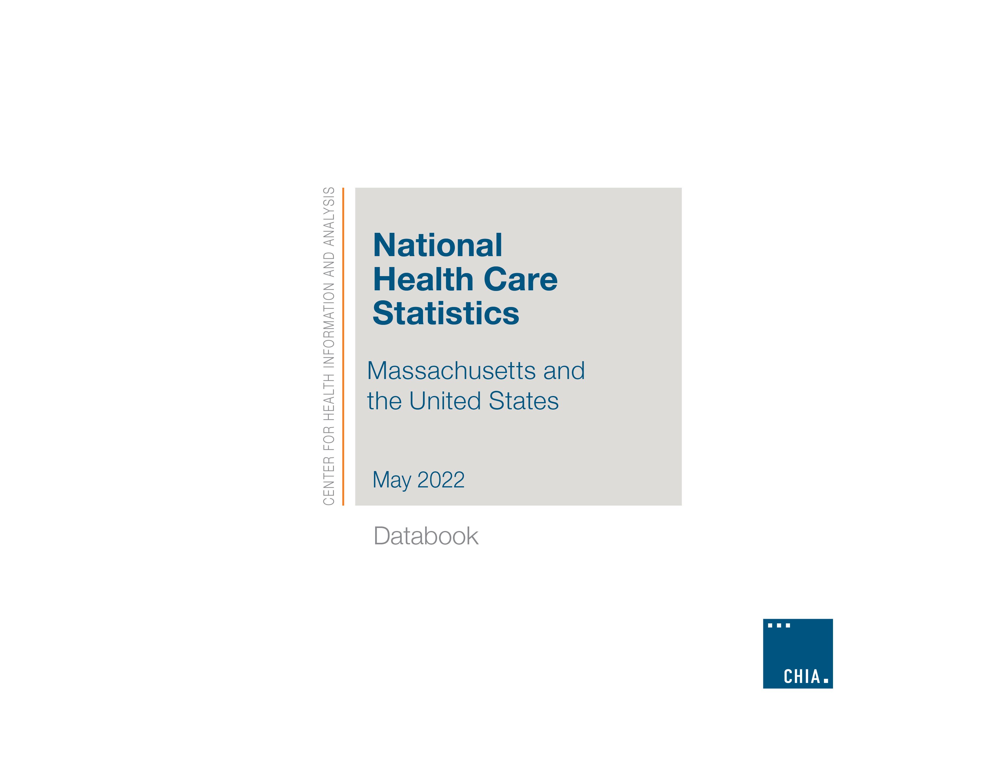 CENTER FOR HEALTH INFORMATION AND ANALYSIS
National
Health Care
Statistics
Massachusetts and
the United States
May 2022
Databook
CHIA.